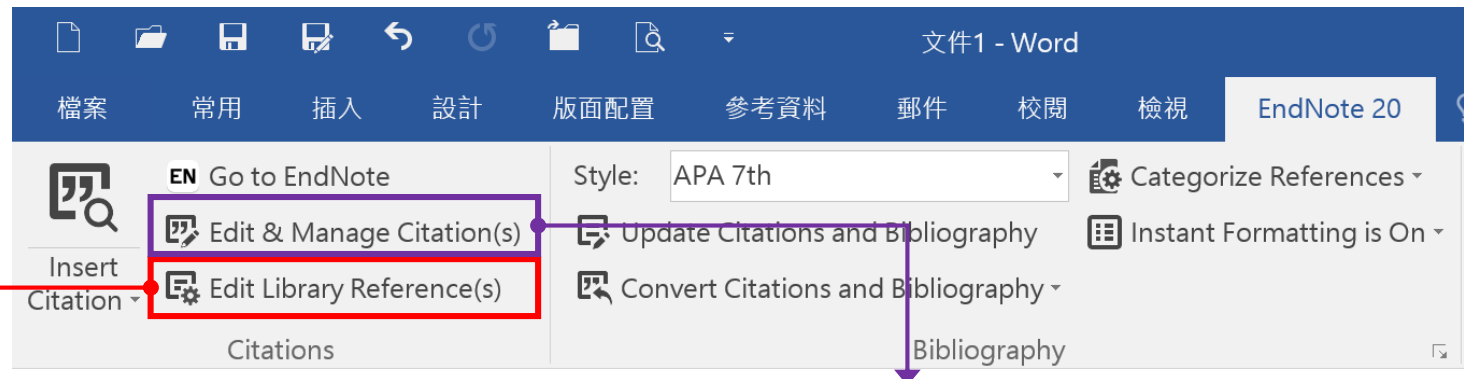 文件1 - Word
檔案 常用 插入 設計 版面配置 參考資料 郵件 校閱 檢視 EndNote 20
EN Go to EndNote
Edit & Manage Citation(s)
Edit Library Reference(s)
Insert
Citation
Citations
Style: APA 7th
Update Citations and Bibliography
Convert Citations and Bibliography
Categorize References
Instant Formatting is On
Bibliography